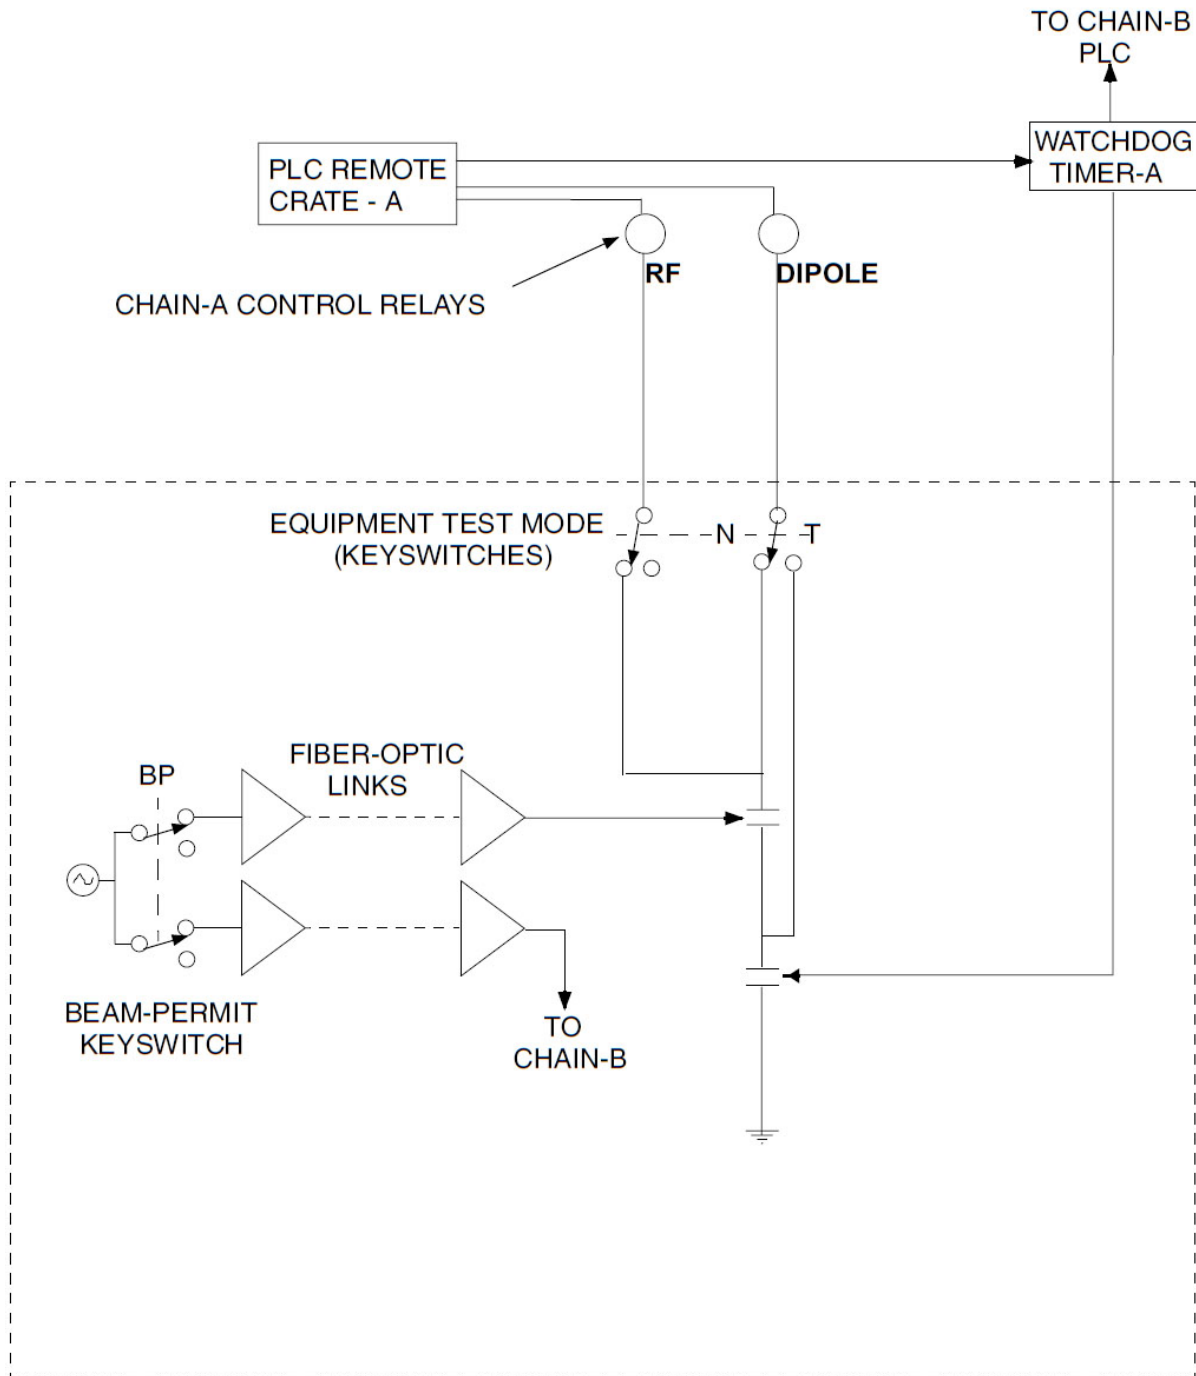 TO CHAIN-B
PLC
WATCHDOG
TIMER-A
PLC REMOTE
CRATE - A
RF
DIPOLE
CHAIN-A CONTROL RELAYS
EQUIPMENT TEST MODE
(KEYSWITCHES)
N
T
FIBER-OPTIC
LINKS
BP
BEAM-PERMIT
KEYSWITCH
TO
CHAIN-B